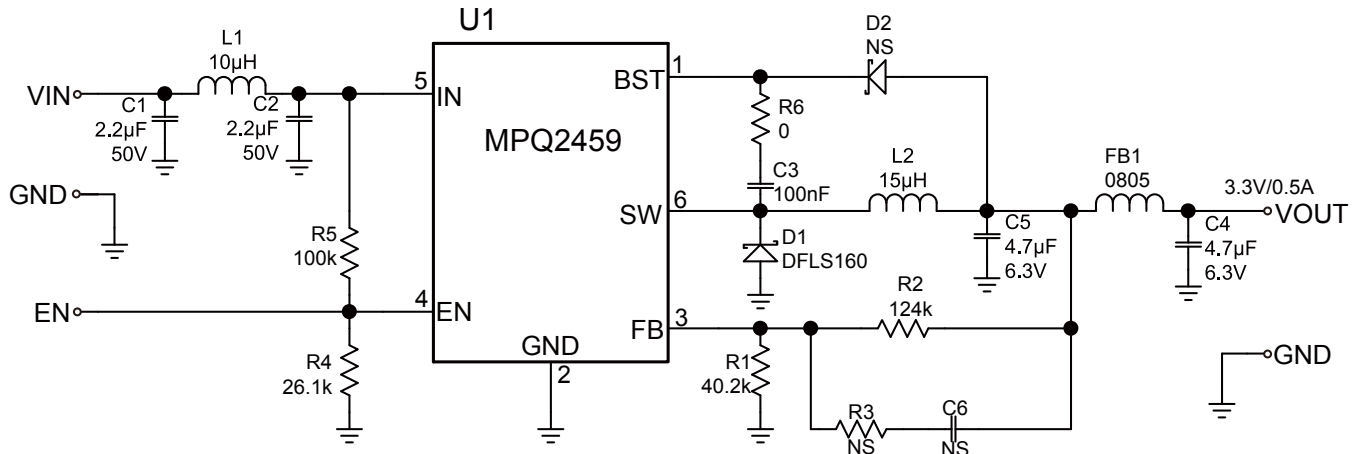 U1
L1
10µH
D2
NS
VIN
C1
2.2µF
50V
C2
2.2µF
50V
5
IN
BST
1
R6
0
MPQ2459
C3
100nF
L2
15µH
FB1
0805
3.3V/0.5A
VOUT
GND
SW
6
C5
4.7µF
6.3V
C4
4.7µF
6.3V
R5
100k
D1
DFLS160
EN
4
EN
FB
3
R2
124k
GND
2
R4
26.1k
R1
40.2k
GND
R3
NS
C6
NS